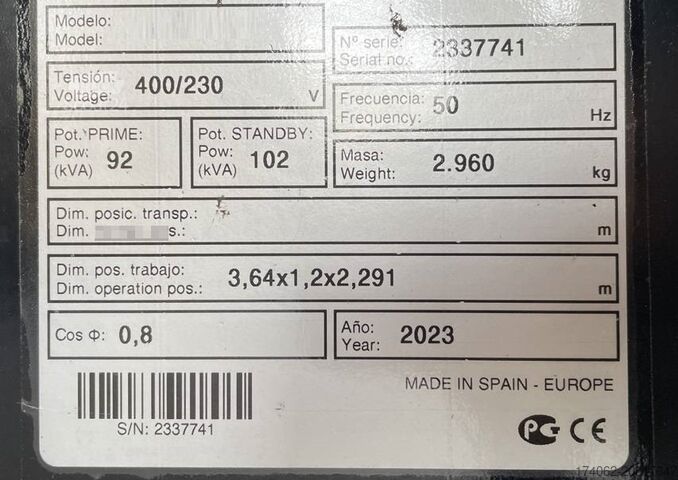 Modelo:
Model:
Nº serie:
Serial no.: 2337741
Tensión:
Voltage: 400/230 V
Frecuencia:
Frequency: 50 Hz
Pot. PRIME:
Pow: 92
(kVA)
Pot. STANDBY:
Pow: 102
(kVA)
Masa:
Weight: 2.960 kg
Dim. posic. transp.:
Dim. s.: m
Dim. pos. trabajo:
Dim. operation pos.: 3,64x1,2x2,291 m
Cos Φ: 0,8
Año:
Year: 2023
MADE IN SPAIN - EUROPE
S/N: 2337741
CE